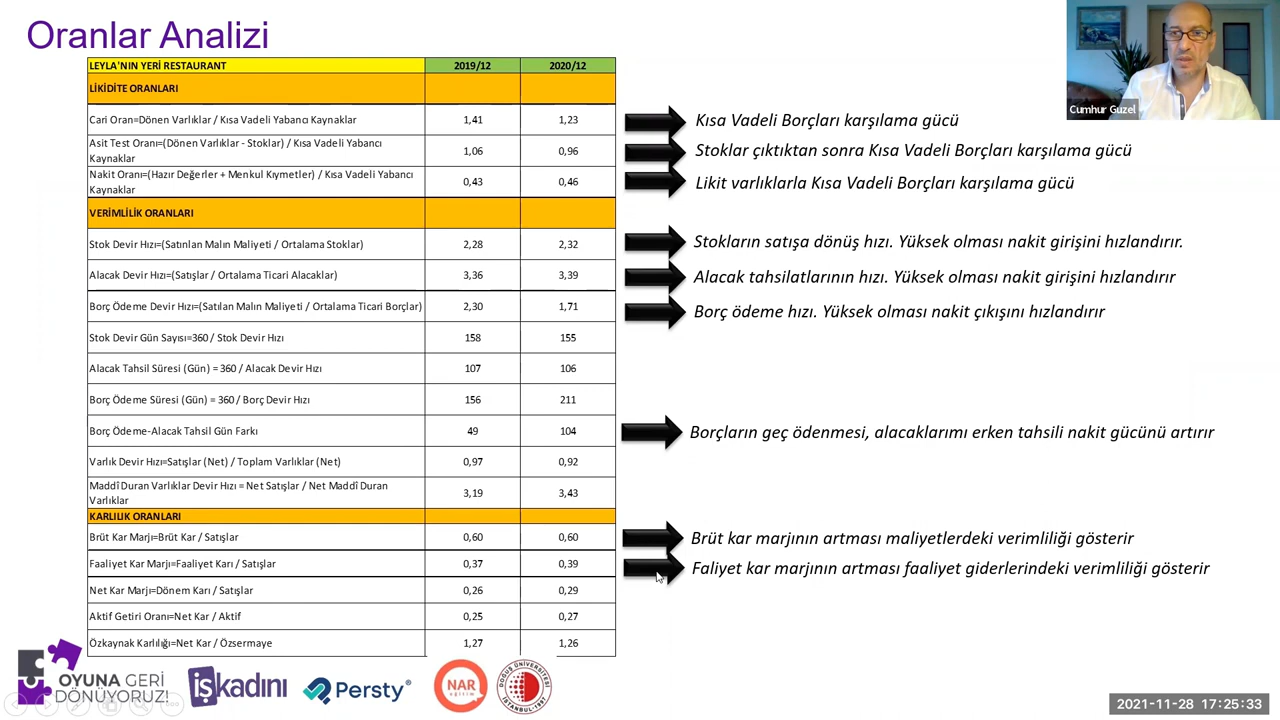 Oranlar Analizi
LEYLA'NIN YERİ RESTAURANT 2019/12 2020/12
LİKİDİTE ORANLARI
Cari Oran=Dönen Varlıklar / Kısa Vadeli Yabancı Kaynaklar 1,41 1,23
Kısa Vadeli Borçları karşılama gücü
Asit Test Oranı=(Dönen Varlıklar - Stoklar) / Kısa Vadeli Yabancı
Kaynaklar 1,06 0,96
Stoklar çıktıktan sonra Kısa Vadeli Borçları karşılama gücü
Nakit Oranı=(Hazır Değerler + Menkul Kıymetler) / Kısa Vadeli Yabancı
Kaynaklar 0,43 0,46
Likit varlıklarla Kısa Vadeli Borçları karşılama gücü
VERİMLİLİK ORANLARI
Stok Devir Hızı=(Satınlan Malın Maliyeti / Ortalama Stoklar) 2,28 2,32
Stokların satışa dönüş hızı. Yüksek olması nakit girişini hızlandırır.
Alacak Devir Hızı=(Satışlar / Ortalama Ticari Alacaklar) 3,36 3,39
Alacak tahsilatlarının hızı. Yüksek olması nakit girişini hızlandırır
Borç Ödeme Devir Hızı=(Satılan Malın Maliyeti / Ortalama Ticari Borçlar) 2,30 1,71
Borç ödeme hızı. Yüksek olması nakit çıkışını hızlandırır
Stok Devir Gün Sayısı=360 / Stok Devir Hızı 158 155
Alacak Tahsil Süresi (Gün) = 360 / Alacak Devir Hızı 107 106
Borç Ödeme Süresi (Gün) = 360 / Borç Devir Hızı 156 211
Borç Ödeme-Alacak Tahsil Gün Farkı 49 104
Borçların geç ödenmesi, alacaklarımı erken tahsili nakit gücünü artırır
Varlık Devir Hızı=Satışlar (Net) / Toplam Varlıklar (Net) 0,97 0,92
Maddî Duran Varlıklar Devir Hızı = Net Satışlar / Net Maddî Duran
Varlıklar 3,19 3,43
KARLILIK ORANLARI
Brüt Kar Marjı=Brüt Kar / Satışlar 0,60 0,60
Brüt kar marjının artması maliyetlerdeki verimliliği gösterir
Faaliyet Kar Marjı=Faaliyet Karı / Satışlar 0,37 0,39
Faliyet kar marjının artması faaliyet giderlerindeki verimliliği gösterir
Net Kar Marjı=Dönem Karı / Satışlar 0,26 0,29
Aktif Getiri Oranı=Net Kar / Aktif 0,25 0,27
Özkaynak Karlılığı=Net Kar / Özsermaye 1,27 1,26
Cumhur Guzel
OYUNA GERİ
DÖNÜYORUZ!
işkadını
Persty®
NAR
eğitim
DOĞUŞ ÜNİVERSİTESİ
İSTANBUL-1997
2021-11-28 17:25:33